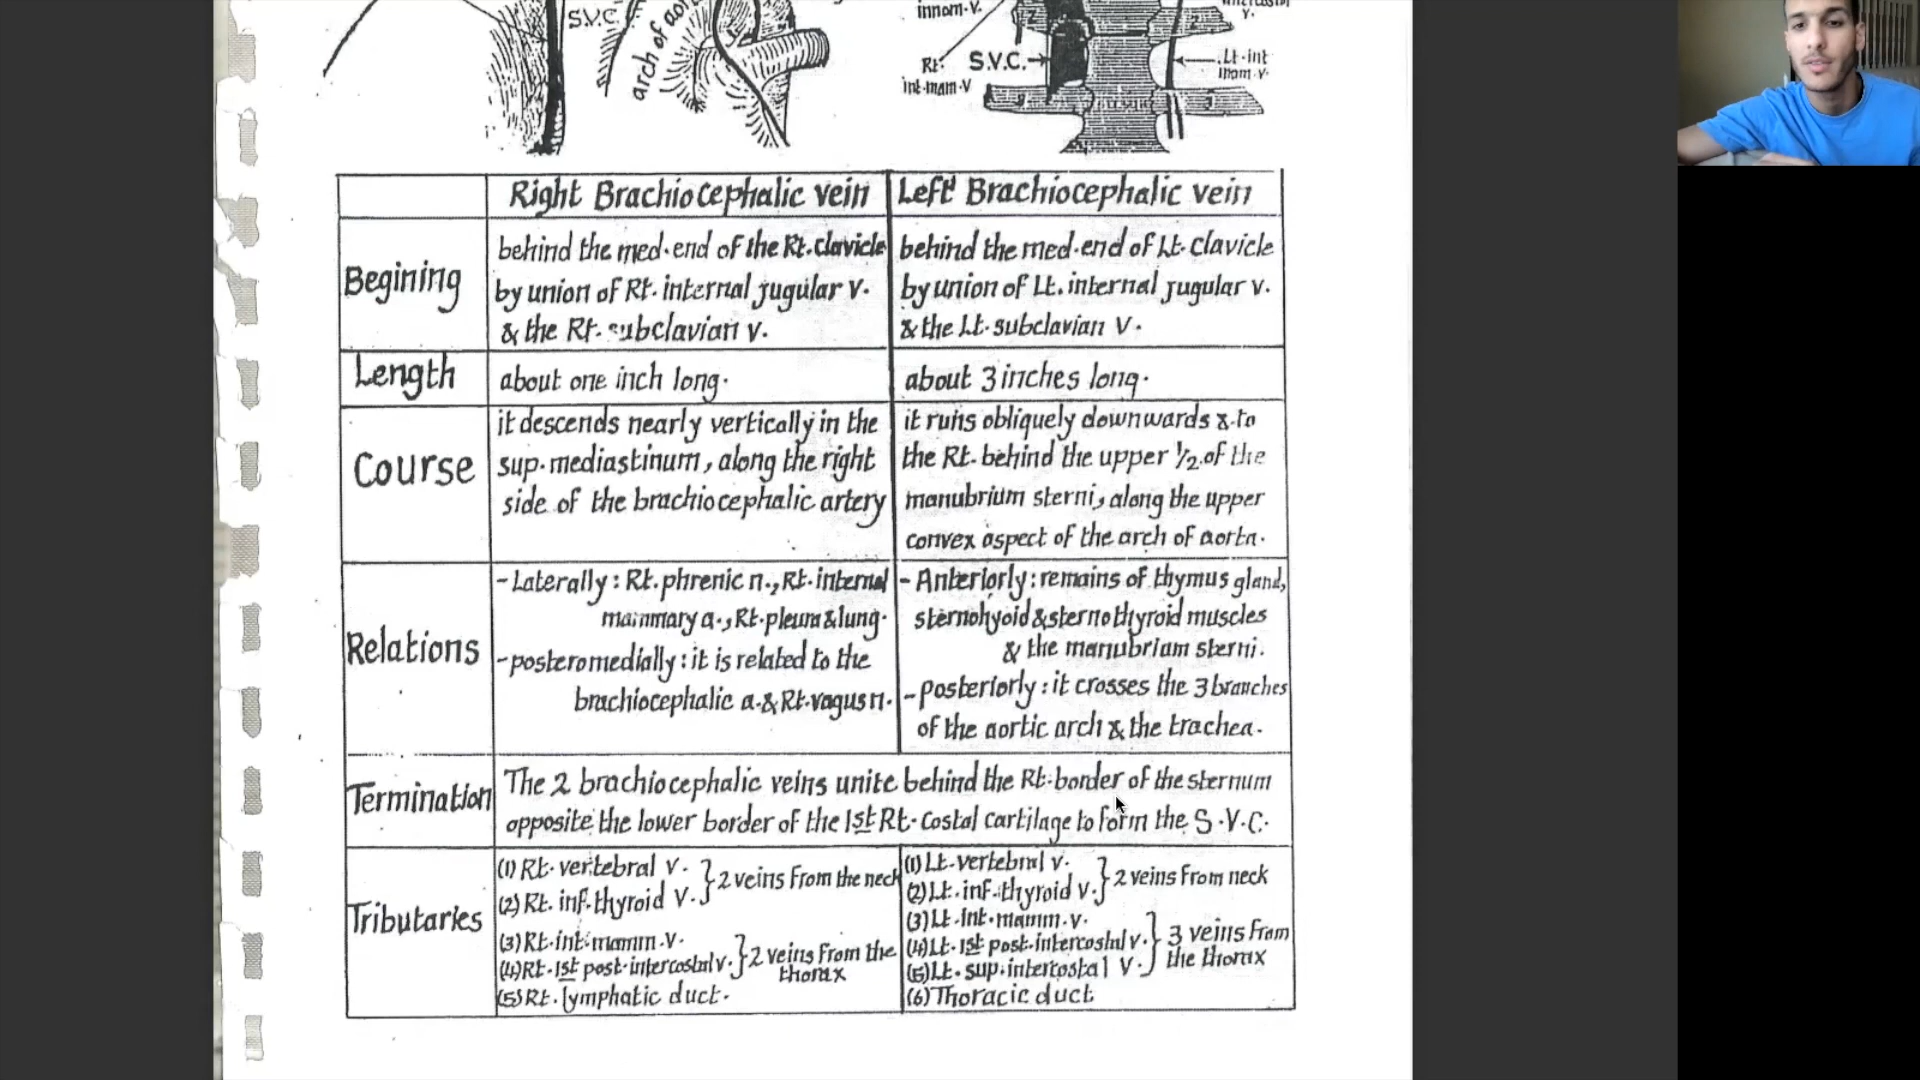 S.V.C
arch of aor
innom.v.
Rt.
int.mam.v
S.V.C.
v.
Lt.int
mam.v.
Right Brachiocephalic vein
Left Brachiocephalic vein
Begining
behind the med.end of the Rt.clavicle
by union of Rt. internal jugular v.
& the Rt. subclavian v.
behind the med.end of Lt.clavicle
by union of Lt. internal jugular v.
& the Lt.subclavian v.
Length
about one inch long.
about 3 inches long.
Course
it descends nearly vertically in the
sup.mediastinum, along the right
side of the brachiocephalic artery
it runs obliquely downwards & to
the Rt. behind the upper 1/2 of the
manubrium sterni, along the upper
convex aspect of the arch of aorta.
Relations
- Laterally : Rt. phrenic n., Rt.internal
mammary a., Rt.pleura & lung.
- posteromedially : it is related to the
brachiocephalic a. & Rt.vagus n.
- Anteriorly : remains of thymus gland,
sternohyoid & sternothyroid muscles
& the manubrium sterni.
- Posteriorly : it crosses the 3 branches
of the aortic arch & the trachea.
Termination
The 2 brachiocephalic veins unite behind the Rt.border of the sternum
opposite the lower border of the 1st Rt.Costal cartilage to form the S.V.C.
Tributaries
(1) Rt. vertebral v.
(2) Rt. inf.thyroid v.
2 veins from the neck
(3) Rt.int.mamm.v.
(4) Rt.1st post.intercostal v.
2 veins from the
thorax
(5) Rt. lymphatic duct.
(1) Lt.vertebral v.
(2) Lt. inf.thyroid v.
2 veins from neck
(3) Lt.int.mamm.v.
(4) Lt.1st post.intercostal v.
(5) Lt. sup.intercostal v.
3 veins from
the thorax
(6) Thoracic duct